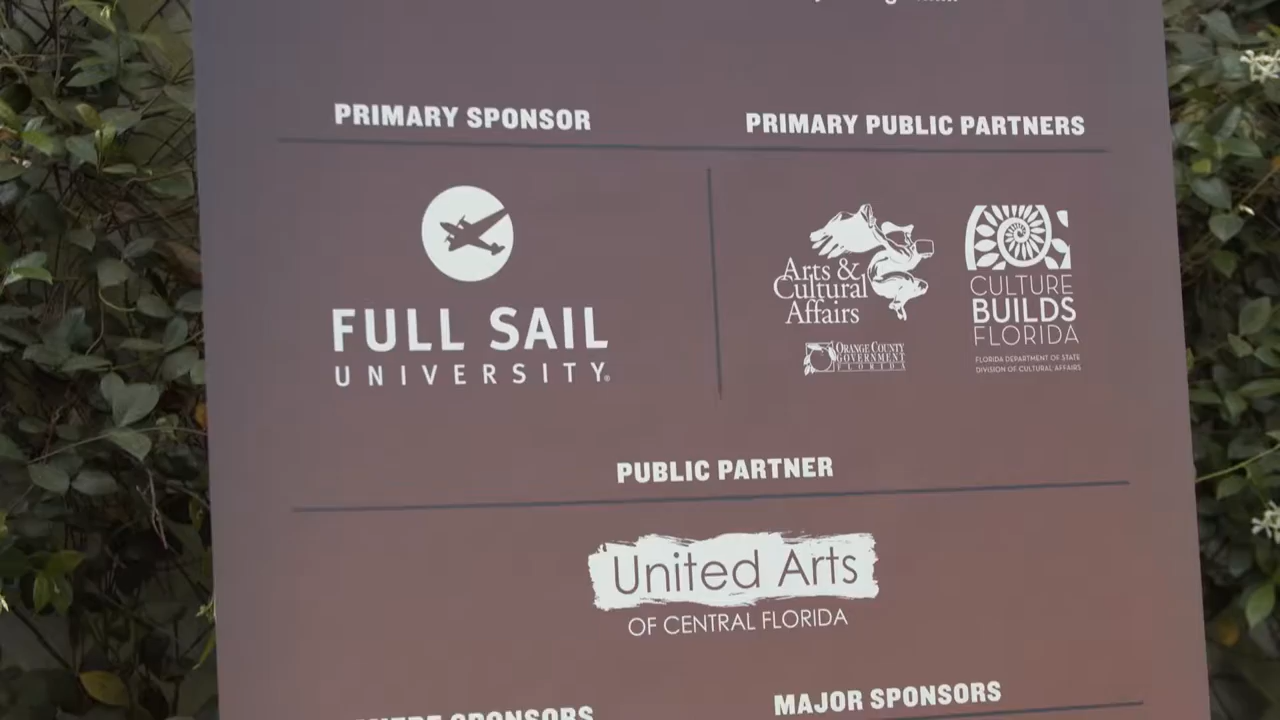 PRIMARY SPONSOR
PRIMARY PUBLIC PARTNERS
FULL SAIL
UNIVERSITY®
Arts &
Cultural
Affairs
ORANGE COUNTY
GOVERNMENT
FLORIDA
CULTURE
BUILDS
FLORIDA
FLORIDA DEPARTMENT OF STATE
DIVISION OF CULTURAL AFFAIRS
PUBLIC PARTNER
United Arts
OF CENTRAL FLORIDA
SPONSORS
MAJOR SPONSORS